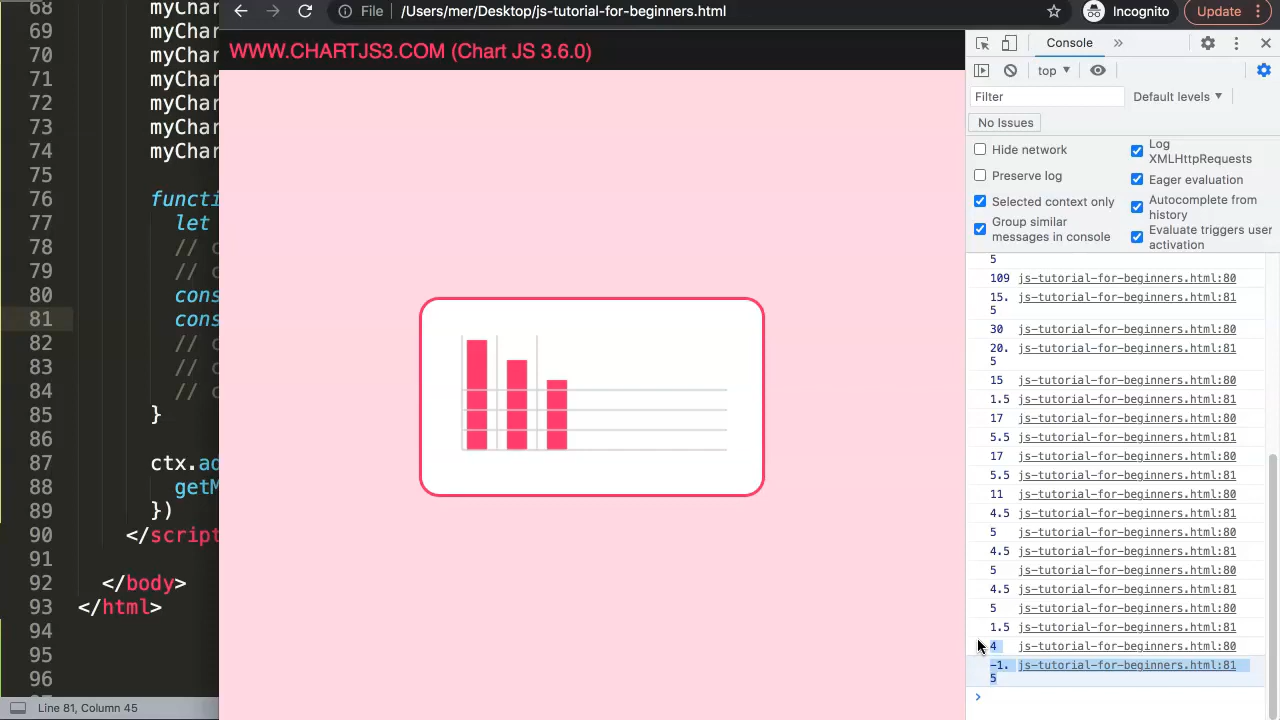 68
myChar
69
myChar
70
myChar
71
myChar
72
myChar
73
myChar
74
myChar
75
76
functi
77
let
78
// c
79
// c
80
cons
81
cons
82
// c
83
// c
84
// c
85
}
86
87
ctx.ad
88
getM
89
})
90
</script
91
92
</body>
93
</html>
94
95
96
Line 81, Column 45
File /Users/mer/Desktop/js-tutorial-for-beginners.html
Incognito
Update
WWW.CHARTJS3.COM (Chart JS 3.6.0)
Console
top
Filter
Default levels
No Issues
Hide network
Log XMLHttpRequests
Preserve log
Eager evaluation
Selected context only
Autocomplete from history
Group similar messages in console
Evaluate triggers user activation
5
109 js-tutorial-for-beginners.html:80
15. js-tutorial-for-beginners.html:81
5
30 js-tutorial-for-beginners.html:80
20. js-tutorial-for-beginners.html:81
5
15 js-tutorial-for-beginners.html:80
1.5 js-tutorial-for-beginners.html:81
17 js-tutorial-for-beginners.html:80
5.5 js-tutorial-for-beginners.html:81
17 js-tutorial-for-beginners.html:80
5.5 js-tutorial-for-beginners.html:81
11 js-tutorial-for-beginners.html:80
4.5 js-tutorial-for-beginners.html:81
5 js-tutorial-for-beginners.html:80
4.5 js-tutorial-for-beginners.html:81
5 js-tutorial-for-beginners.html:80
4.5 js-tutorial-for-beginners.html:81
5 js-tutorial-for-beginners.html:80
1.5 js-tutorial-for-beginners.html:81
4 js-tutorial-for-beginners.html:80
-1. js-tutorial-for-beginners.html:81
5